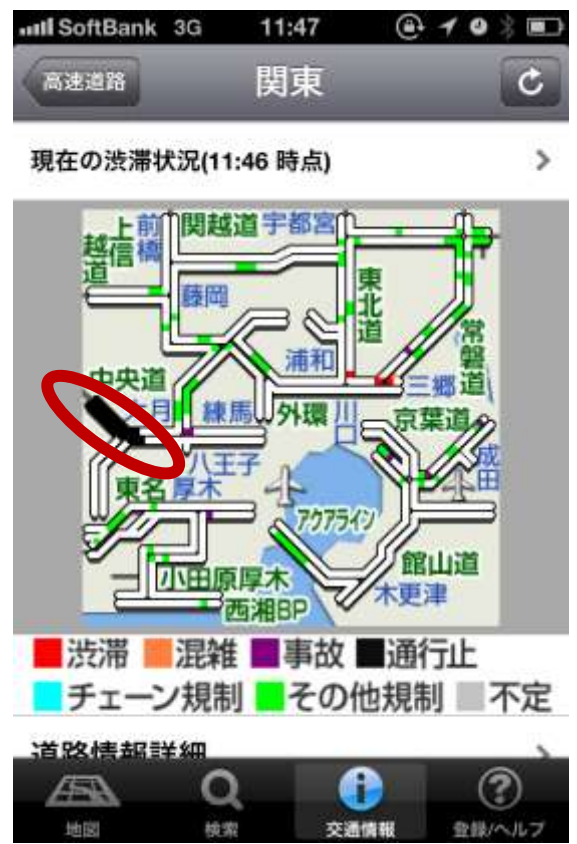 SoftBank 3G 11:47
高速道路 関東
現在の渋滞状況(11:46 時点)
上信越道 前橋 関越道 宇都宮
藤岡 東北道
浦和 常磐道
中央道 三郷
大月 練馬 外環 川口 京葉道
八王子 成田
東名 厚木
アクアライン
小田原厚木 館山道
西湘BP 木更津
渋滞 混雑 事故 通行止
チェーン規制 その他規制 不定
道路情報詳細
地図 検索 交通情報 登録/ヘルプ